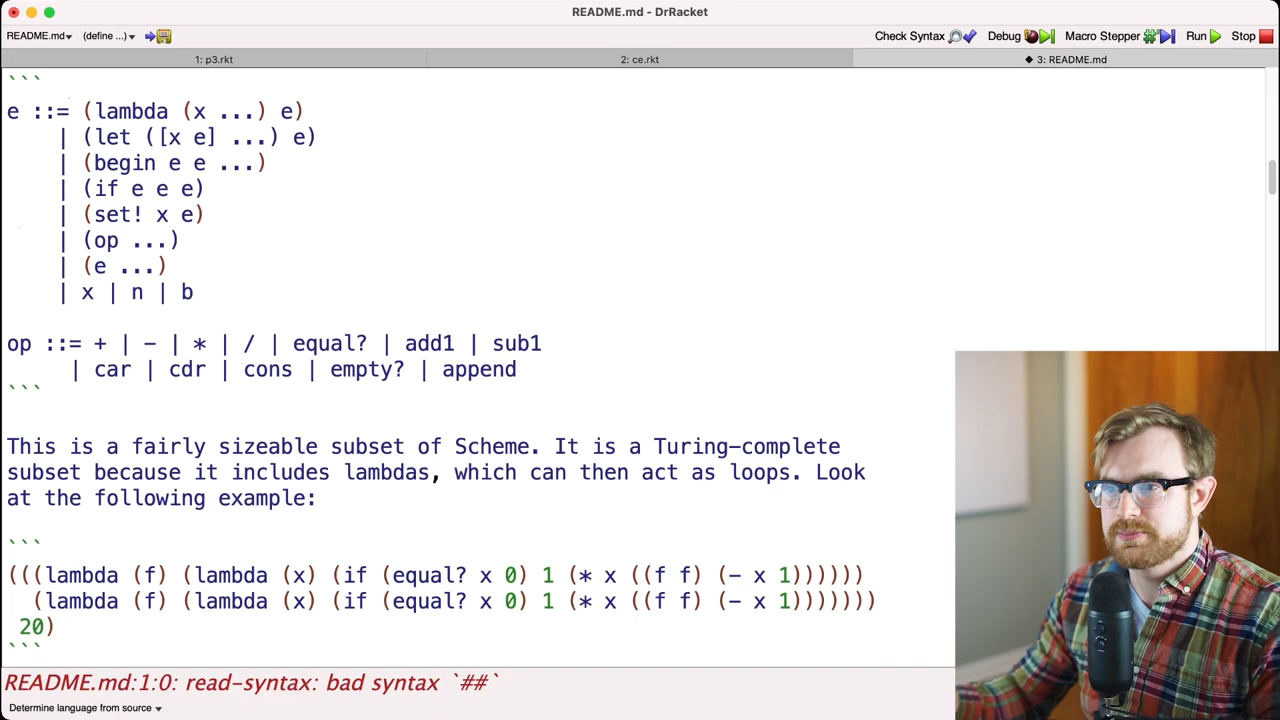 README.md - DrRacket
README.md▾ (define ...)▾ Check Syntax Debug Macro Stepper Run Stop
1: p3.rkt 2: ce.rkt ◆ 3: README.md
```
e ::= (lambda (x ...) e)
| (let ([x e] ...) e)
| (begin e e ...)
| (if e e e)
| (set! x e)
| (op ...)
| (e ...)
| x | n | b
op ::= + | - | * | / | equal? | add1 | sub1
| car | cdr | cons | empty? | append
```
This is a fairly sizeable subset of Scheme. It is a Turing-complete
subset because it includes lambdas, which can then act as loops. Look
at the following example:
```
(((lambda (f) (lambda (x) (if (equal? x 0) 1 (* x ((f f) (- x 1))))))
(lambda (f) (lambda (x) (if (equal? x 0) 1 (* x ((f f) (- x 1)))))))
20)
```
README.md:1:0: read-syntax: bad syntax `##`
Determine language from source ▾